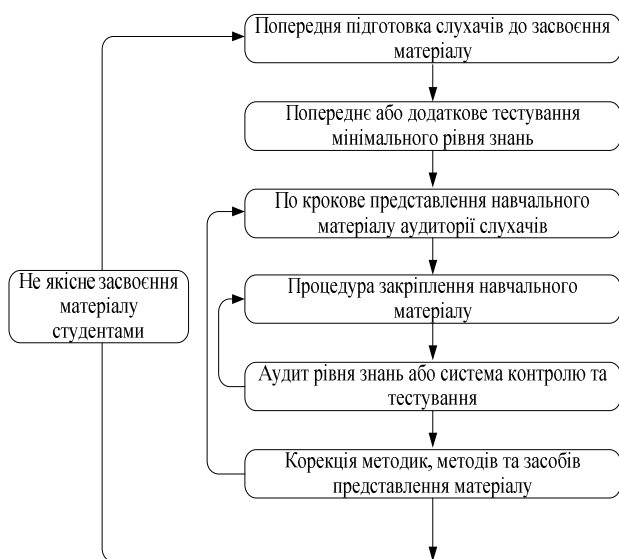 Попередня підготовка слухачів до засвоєння
матеріалу
Попереднє або додаткове тестування
мінімального рівня знань
По крокове представлення навчального
матеріалу аудиторії слухачів
Не якісне засвоєння
матеріалу
студентами
Процедура закріплення навчального
матеріалу
Аудит рівня знань або система контролю та
тестування
Корекція методик, методів та засобів
представлення матеріалу